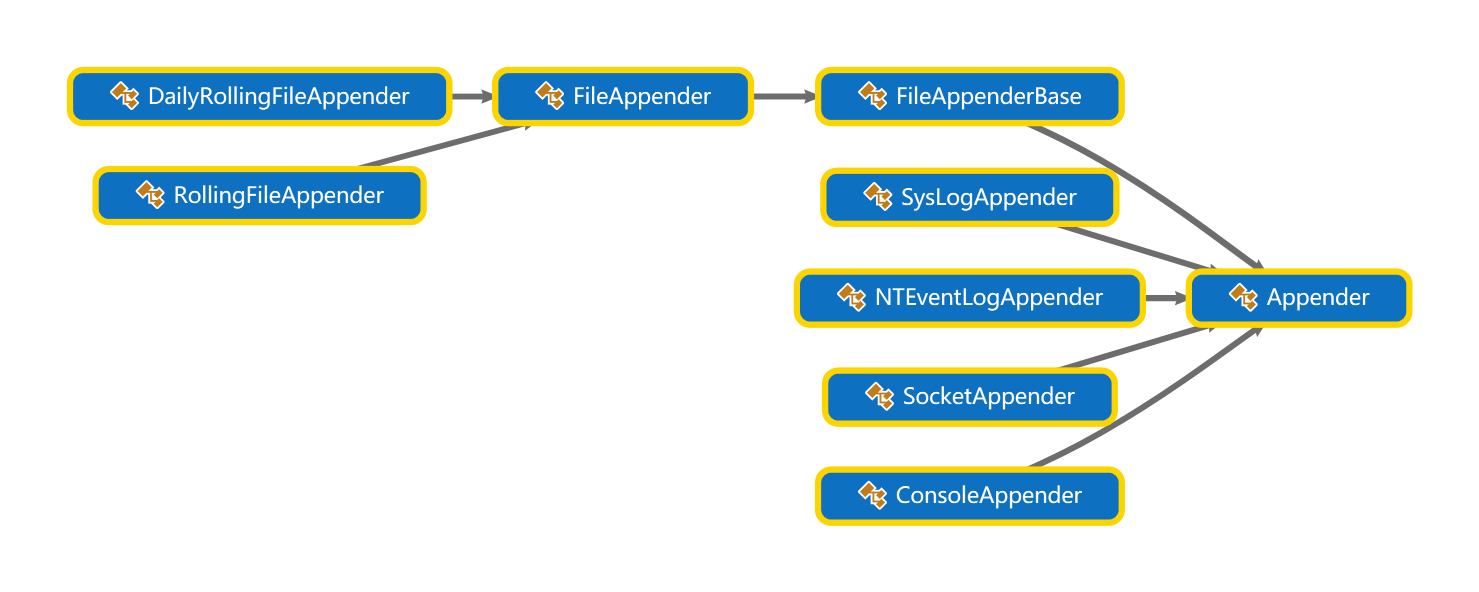 DailyRollingFileAppender
FileAppender
FileAppenderBase
RollingFileAppender
SysLogAppender
NTEventLogAppender
Appender
SocketAppender
ConsoleAppender